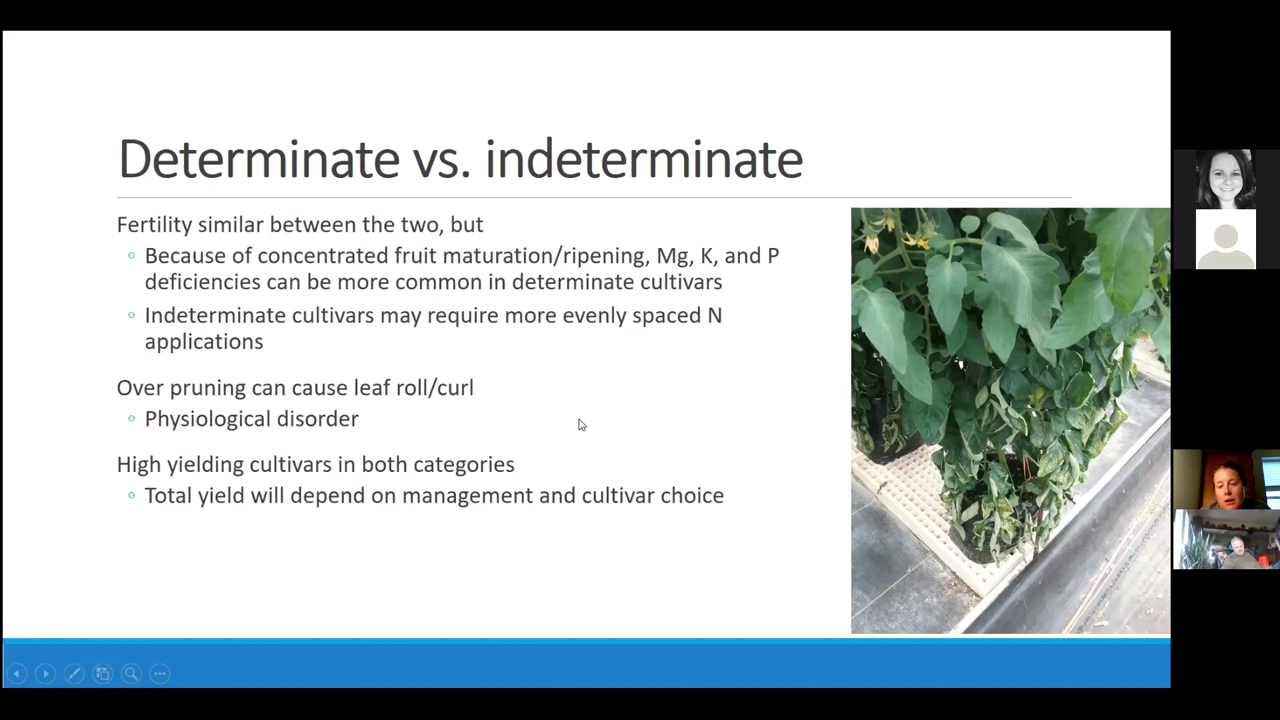 Determinate vs. indeterminate
Fertility similar between the two, but
Because of concentrated fruit maturation/ripening, Mg, K, and P
deficiencies can be more common in determinate cultivars
Indeterminate cultivars may require more evenly spaced N
applications
Over pruning can cause leaf roll/curl
Physiological disorder
High yielding cultivars in both categories
Total yield will depend on management and cultivar choice